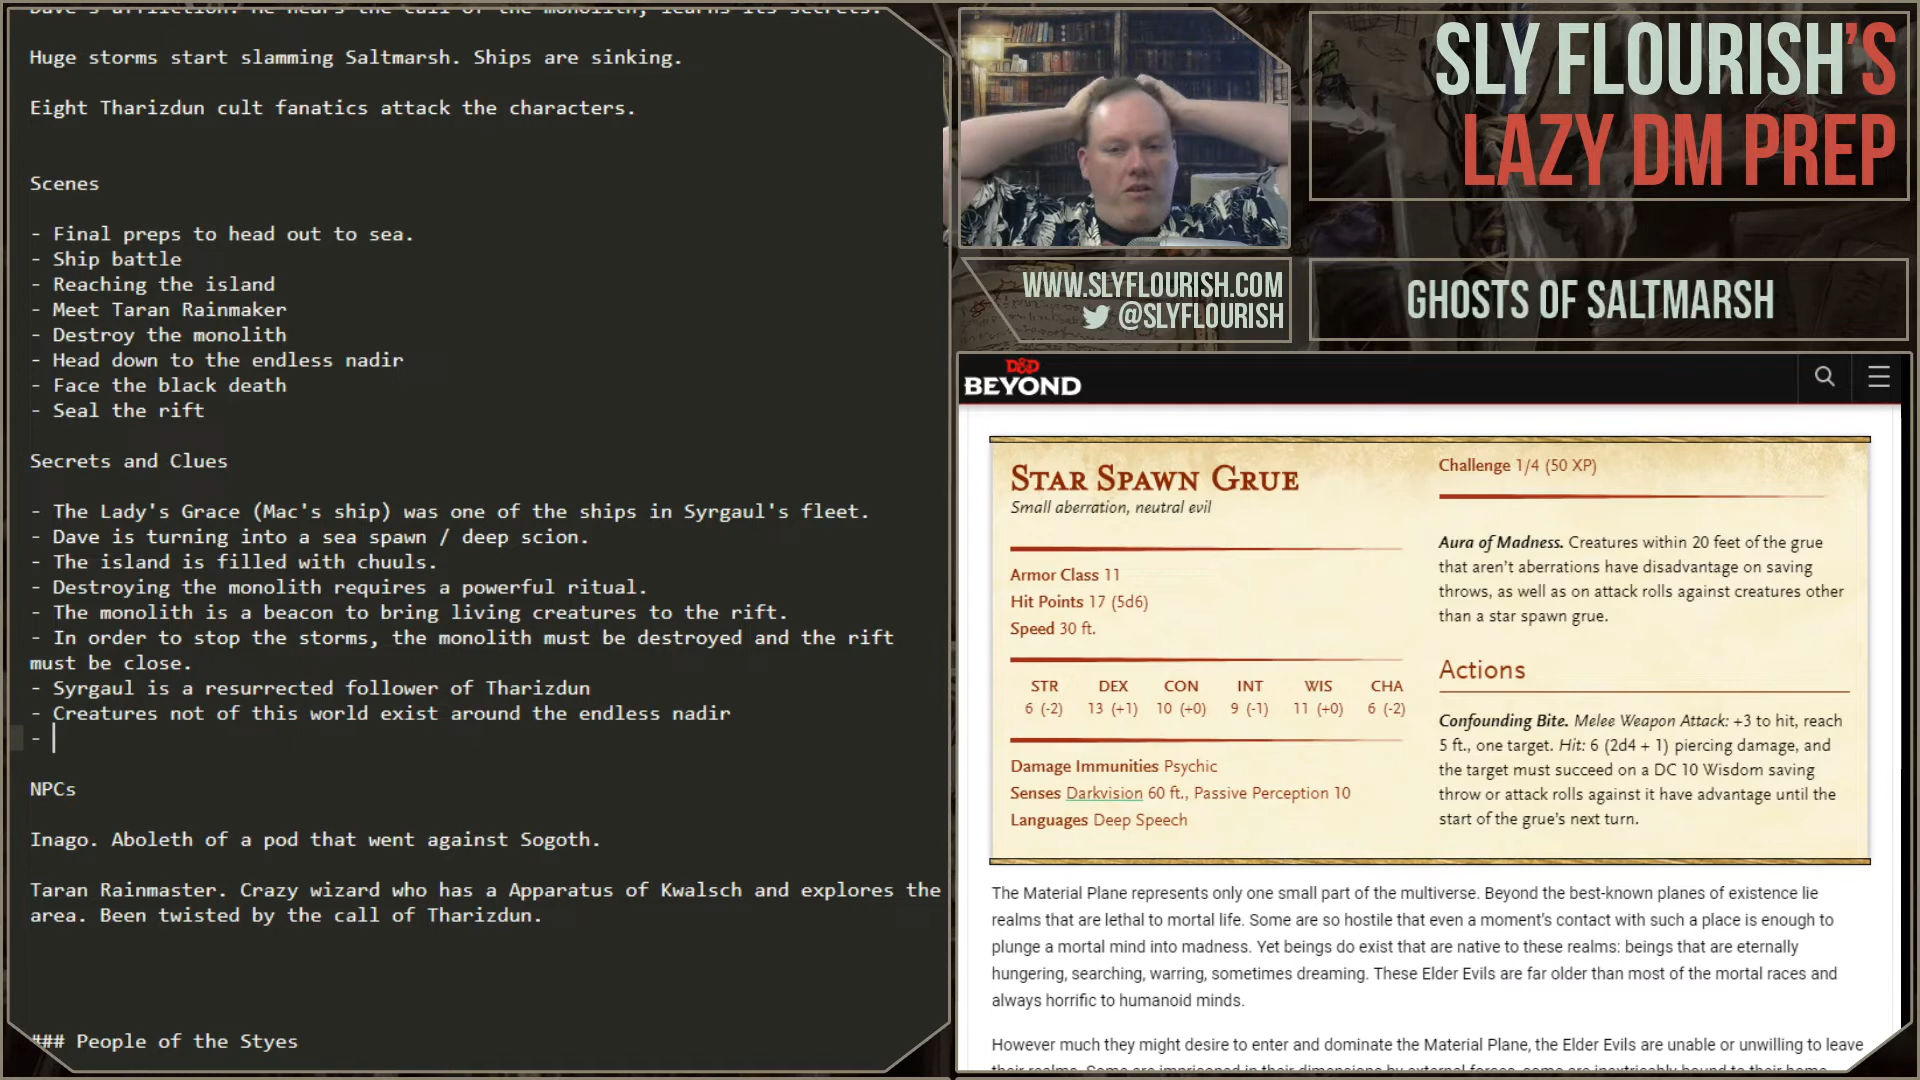 Dave's affliction. He hears the call of the monolith, learns its secrets.
Huge storms start slamming Saltmarsh. Ships are sinking.
Eight Tharizdun cult fanatics attack the characters.
Scenes
- Final preps to head out to sea.
- Ship battle
- Reaching the island
- Meet Taran Rainmaker
- Destroy the monolith
- Head down to the endless nadir
- Face the black death
- Seal the rift
Secrets and Clues
- The Lady's Grace (Mac's ship) was one of the ships in Syrgaul's fleet.
- Dave is turning into a sea spawn / deep scion.
- The island is filled with chuuls.
- Destroying the monolith requires a powerful ritual.
- The monolith is a beacon to bring living creatures to the rift.
- In order to stop the storms, the monolith must be destroyed and the rift
must be close.
- Syrgaul is a resurrected follower of Tharizdun
- Creatures not of this world exist around the endless nadir
-
NPCs
Inago. Aboleth of a pod that went against Sogoth.
Taran Rainmaster. Crazy wizard who has a Apparatus of Kwalsch and explores the
area. Been twisted by the call of Tharizdun.
### People of the Styes
SLY FLOURISH'S
LAZY DM PREP
WWW.SLYFLOURISH.COM
@SLYFLOURISH
GHOSTS OF SALTMARSH
D&D
BEYOND
STAR SPAWN GRUE
Small aberration, neutral evil
Armor Class 11
Hit Points 17 (5d6)
Speed 30 ft.
STR DEX CON INT WIS CHA
6 (-2) 13 (+1) 10 (+0) 9 (-1) 11 (+0) 6 (-2)
Damage Immunities Psychic
Senses Darkvision 60 ft., Passive Perception 10
Languages Deep Speech
Challenge 1/4 (50 XP)
Aura of Madness. Creatures within 20 feet of the grue
that aren't aberrations have disadvantage on saving
throws, as well as on attack rolls against creatures other
than a star spawn grue.
Actions
Confounding Bite. Melee Weapon Attack: +3 to hit, reach
5 ft., one target. Hit: 6 (2d4 + 1) piercing damage, and
the target must succeed on a DC 10 Wisdom saving
throw or attack rolls against it have advantage until the
start of the grue's next turn.
The Material Plane represents only one small part of the multiverse. Beyond the best-known planes of existence lie
realms that are lethal to mortal life. Some are so hostile that even a moment's contact with such a place is enough to
plunge a mortal mind into madness. Yet beings do exist that are native to these realms: beings that are eternally
hungering, searching, warring, sometimes dreaming. These Elder Evils are far older than most of the mortal races and
always horrific to humanoid minds.
However much they might desire to enter and dominate the Material Plane, the Elder Evils are unable or unwilling to leave